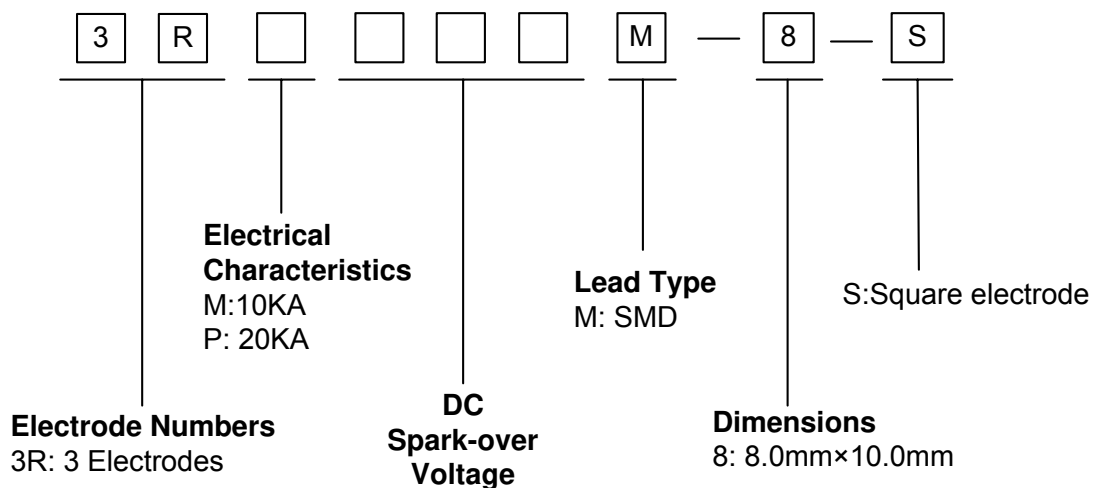 3 R M — 8 — S
Electrical
Characteristics
M:10KA
P: 20KA
Lead Type
M: SMD
S:Square electrode
Electrode Numbers
3R: 3 Electrodes
DC
Spark-over
Voltage
Dimensions
8: 8.0mm×10.0mm